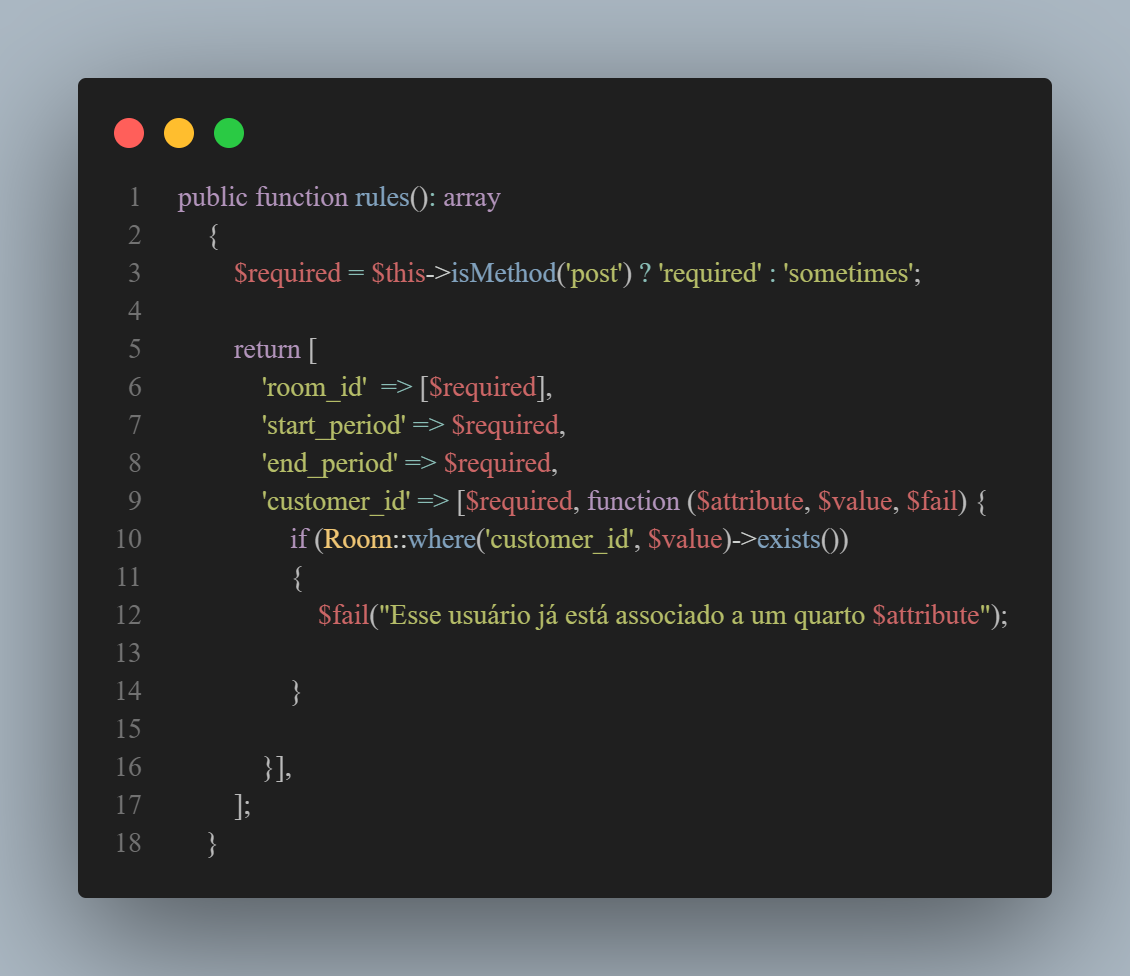 1 public function rules(): array
2 {
3 $required = $this->isMethod('post') ? 'required' : 'sometimes';
4
5 return [
6 'room_id'  => [$required],
7 'start_period' => $required,
8 'end_period' => $required,
9 'customer_id' => [$required, function ($attribute, $value, $fail) {
10 if (Room::where('customer_id', $value)->exists())
11 {
12 $fail("Esse usuário já está associado a um quarto $attribute");
13
14 }
15
16 }],
17 ];
18 }